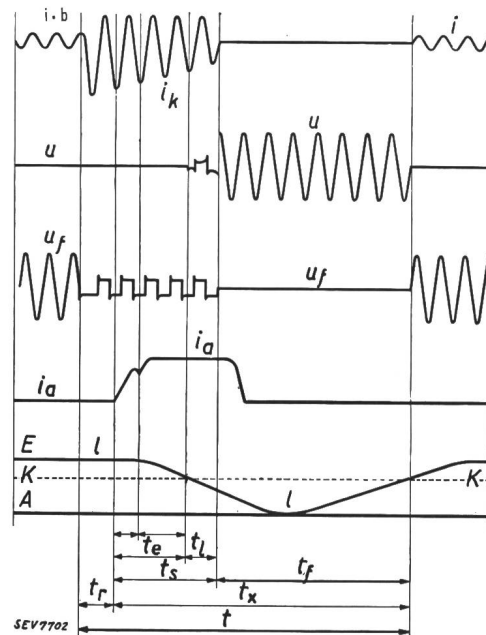 i.b
i
i_k
u
u
u_f
u_f
i_a
i_a
E l
K K
A l
t_e t_l
t_s t_f
t_r t_x
t
SEV7702